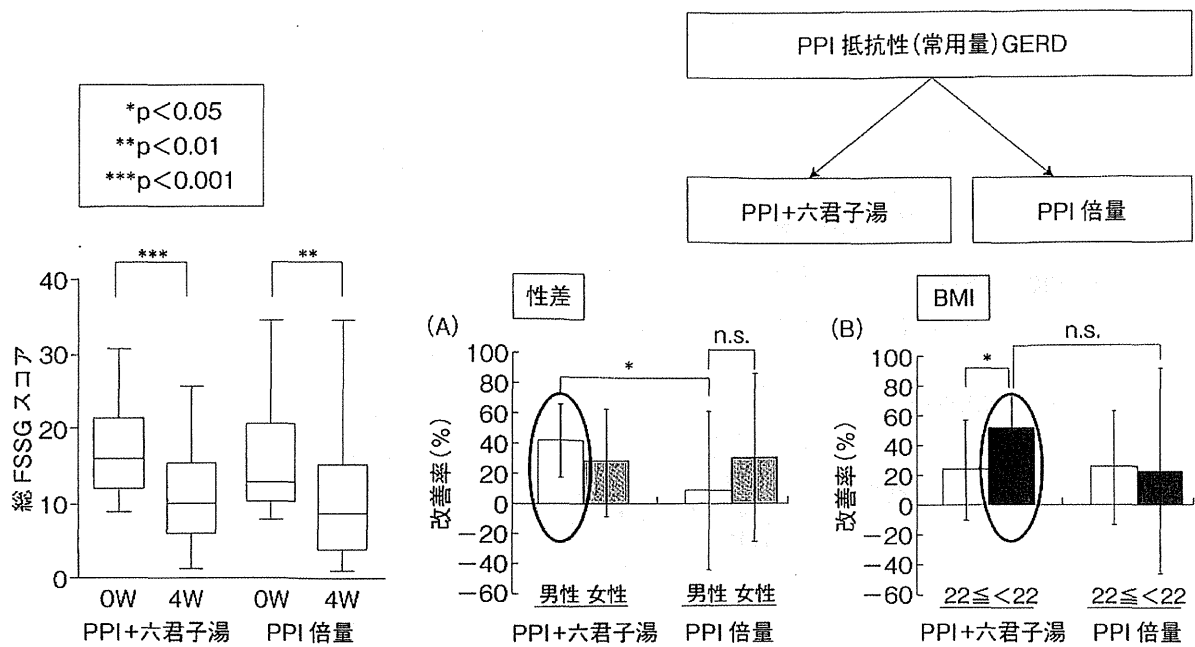 PPI 抵抗性(常用量)GERD
PPI+六君子湯
PPI 倍量
*p<0.05
**p<0.01
***p<0.001
総 FSSG スコア
40
30
20
10
0
***
**
0W
4W
0W
4W
PPI+六君子湯
PPI 倍量
性差
(A)
改善率(%)
100
80
60
40
20
0
−20
−40
−60
*
n.s.
男性 女性
男性 女性
PPI+六君子湯
PPI 倍量
BMI
(B)
改善率(%)
100
80
60
40
20
0
−20
−40
−60
*
n.s.
22≦ <22
22≦ <22
PPI+六君子湯
PPI 倍量